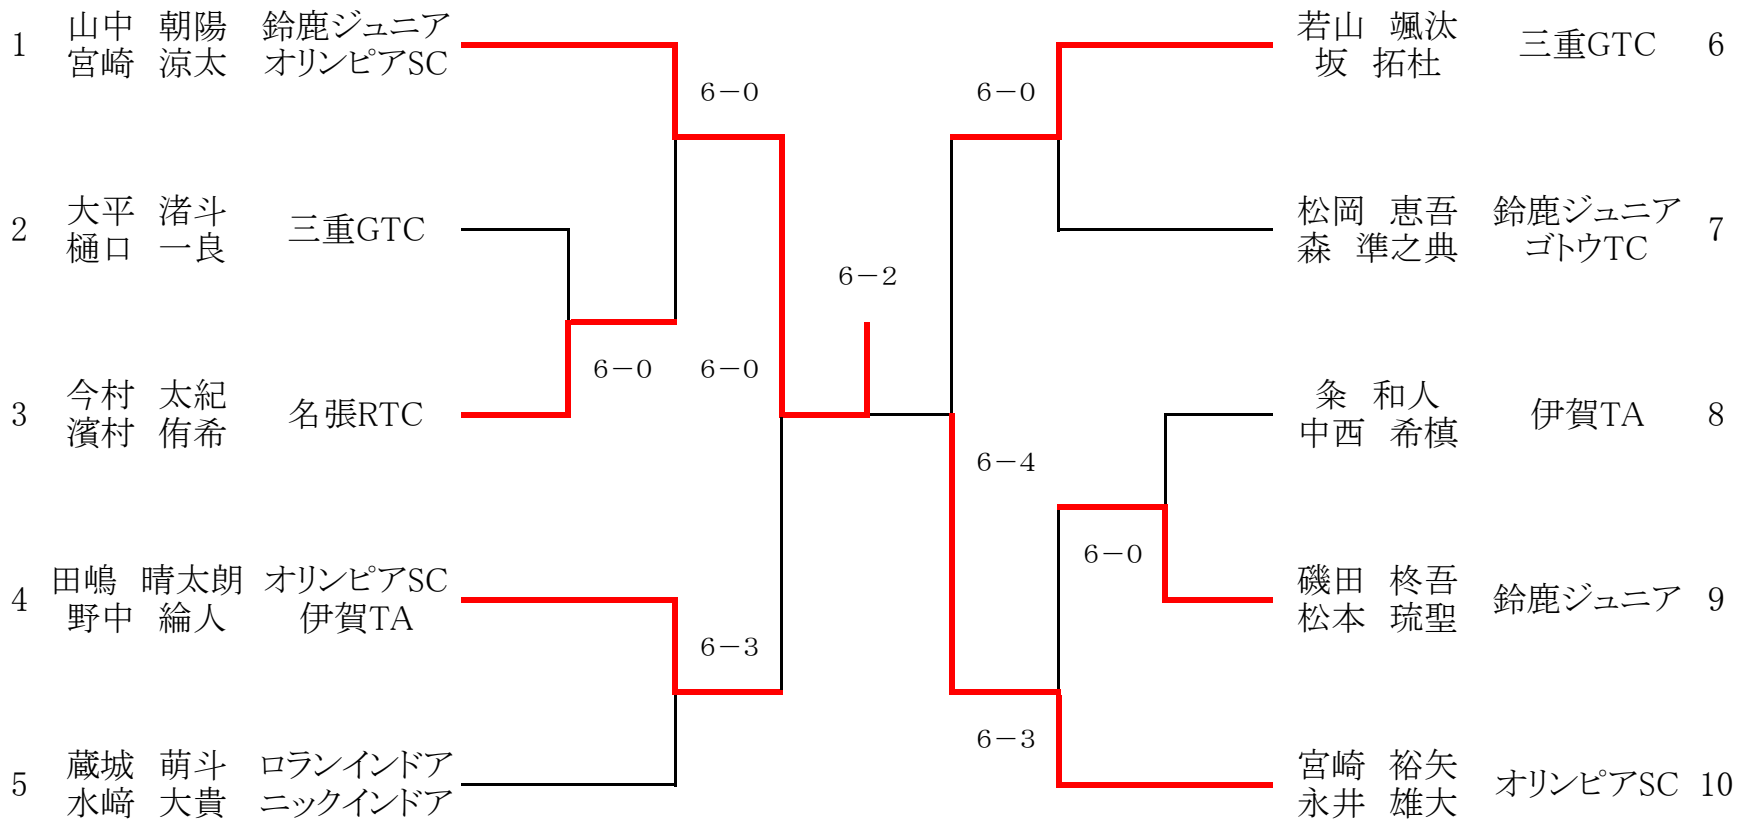 1 山中 朝陽 鈴鹿ジュニア
宮崎 涼太 オリンピアSC
6-0
2 大平 渚斗 三重GTC
樋口 一良
6-0
6-0
3 今村 太紀 名張RTC
濱村 侑希
4 田嶋 晴太朗 オリンピアSC
野中 綸人 伊賀TA
6-3
5 蔵城 萌斗 ロランインドア
水﨑 大貴 ニックインドア
6-2
若山 颯汰 三重GTC 6
坂 拓杜
6-0
松岡 恵吾 鈴鹿ジュニア 7
森 準之典 ゴトウTC
粂 和人 伊賀TA 8
中西 希槙
6-4
6-0
磯田 柊吾 鈴鹿ジュニア 9
松本 琉聖
6-3
宮崎 裕矢 オリンピアSC 10
永井 雄大